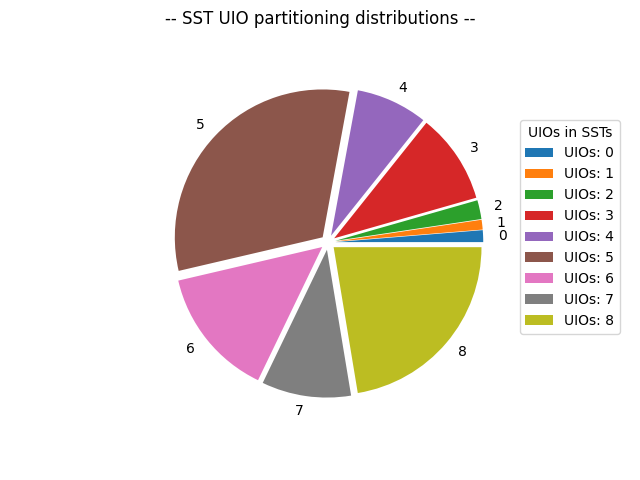 -- SST UIO partitioning distributions --
4
5
3
2
1
0
6
7
8
UIOs in SSTs
UIOs: 0
UIOs: 1
UIOs: 2
UIOs: 3
UIOs: 4
UIOs: 5
UIOs: 6
UIOs: 7
UIOs: 8